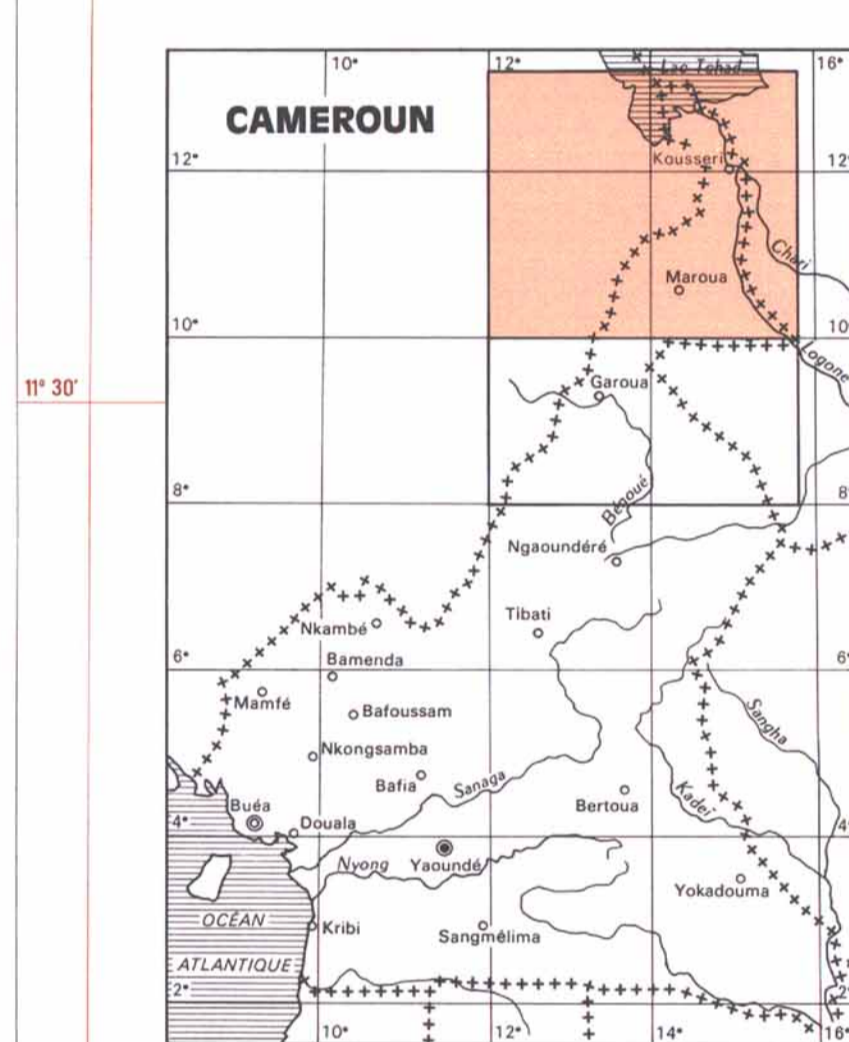 10° 12° 16°
Lac Tchad
CAMEROUN
12° Kousseri 12°
Chari
Maroua
10° 10°
Logone
11° 30'
Garoua
8° 8°
Bénoué
Ngaoundéré
Tibati
Nkambé
6° Bamenda 6°
Mamfé
Bafoussam
Sangha
Nkongsamba
Bafia
Sanaga
Kadei
Buéa
Bertoua
4° Douala 4°
Nyong Yaoundé
Yokadouma
OCÉAN
Kribi
Sangmélima
ATLANTIQUE
2° 2°
10° 12° 14° 16°